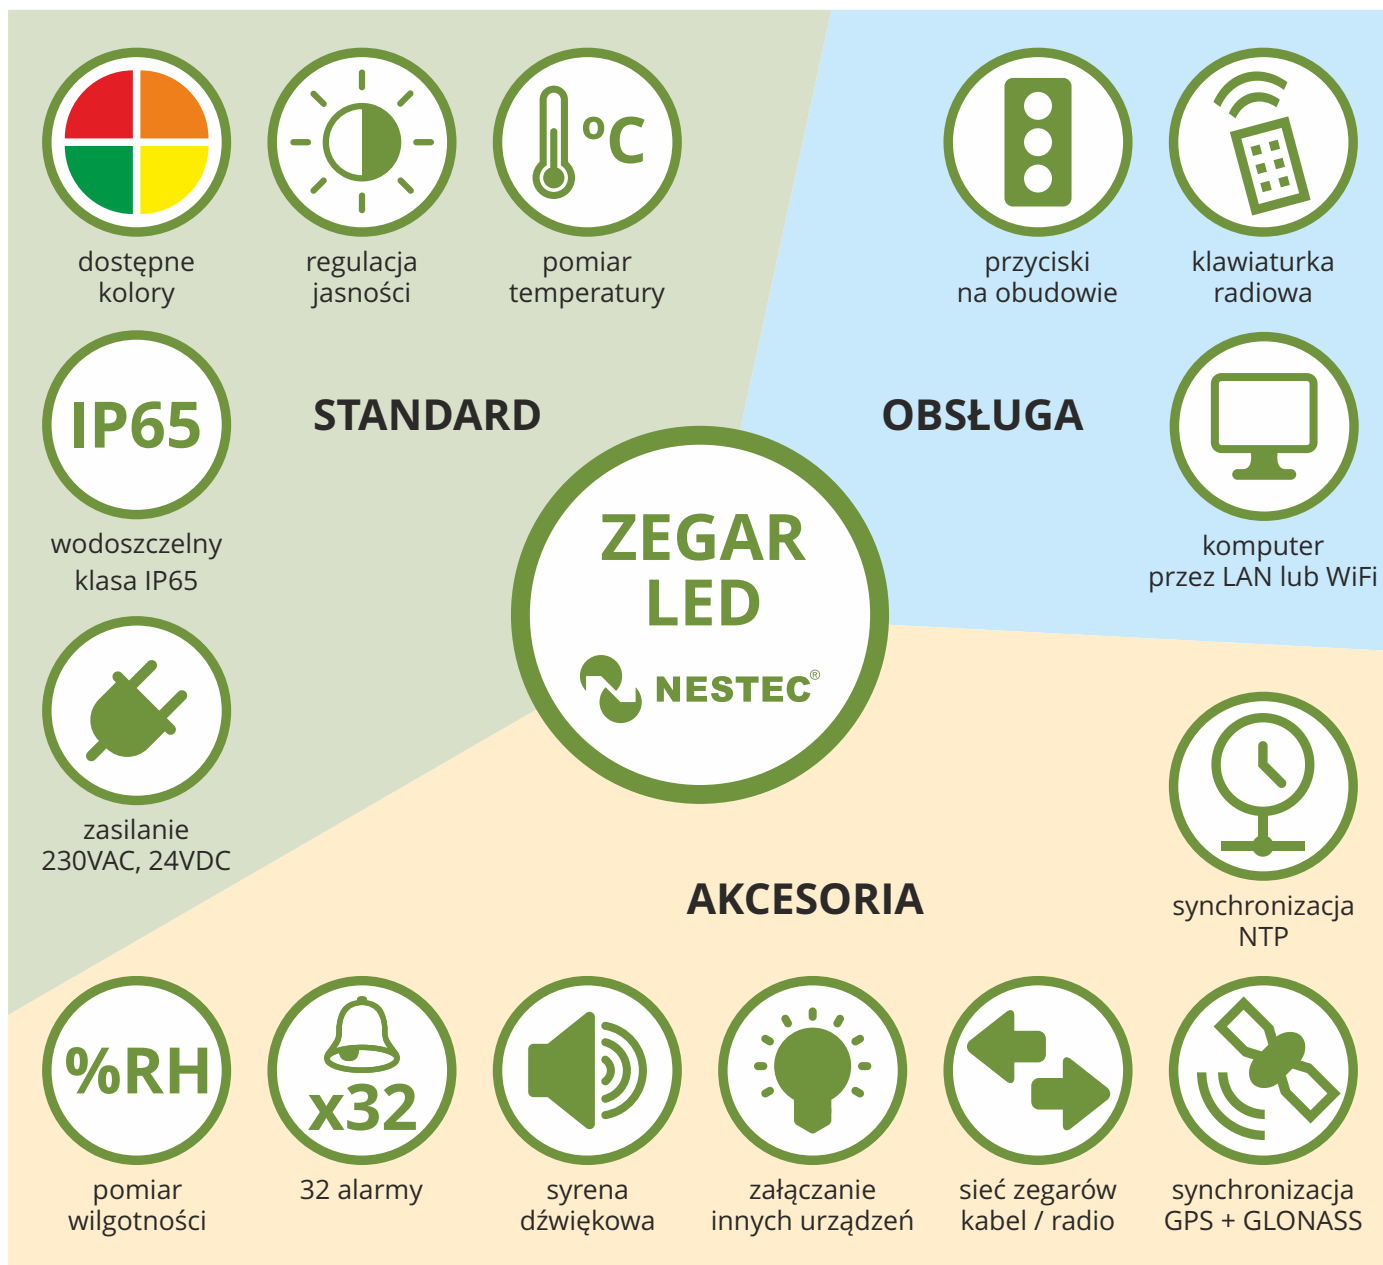 ºC
dostępne
kolory
regulacja
jasności
pomiar
temperatury
przyciski
na obudowie
klawiaturka
radiowa
IP65
wodoszczelny
klasa IP65
STANDARD
OBSŁUGA
komputer
przez LAN lub WiFi
ZEGAR
LED
NESTEC®
zasilanie
230VAC, 24VDC
AKCESORIA
synchronizacja
NTP
%RH
pomiar
wilgotności
x32
32 alarmy
syrena
dźwiękowa
załączanie
innych urządzeń
sieć zegarów
kabel / radio
synchronizacja
GPS + GLONASS